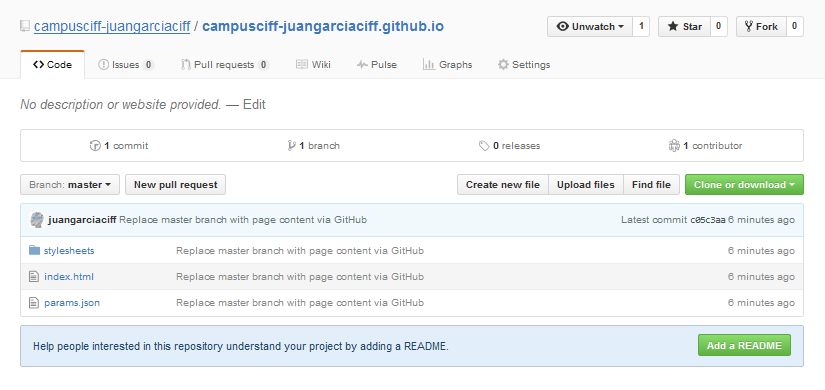 campusciff-juangarciaciff / campusciff-juangarciaciff.github.io
Unwatch 1 Star 0 Fork 0
Code Issues 0 Pull requests 0 Wiki Pulse Graphs Settings
No description or website provided. — Edit
1 commit 1 branch 0 releases 1 contributor
Branch: master New pull request Create new file Upload files Find file Clone or download
juangarciaciff Replace master branch with page content via GitHub Latest commit c05c3aa 6 minutes ago
stylesheets Replace master branch with page content via GitHub 6 minutes ago
index.html Replace master branch with page content via GitHub 6 minutes ago
params.json Replace master branch with page content via GitHub 6 minutes ago
Help people interested in this repository understand your project by adding a README. Add a README